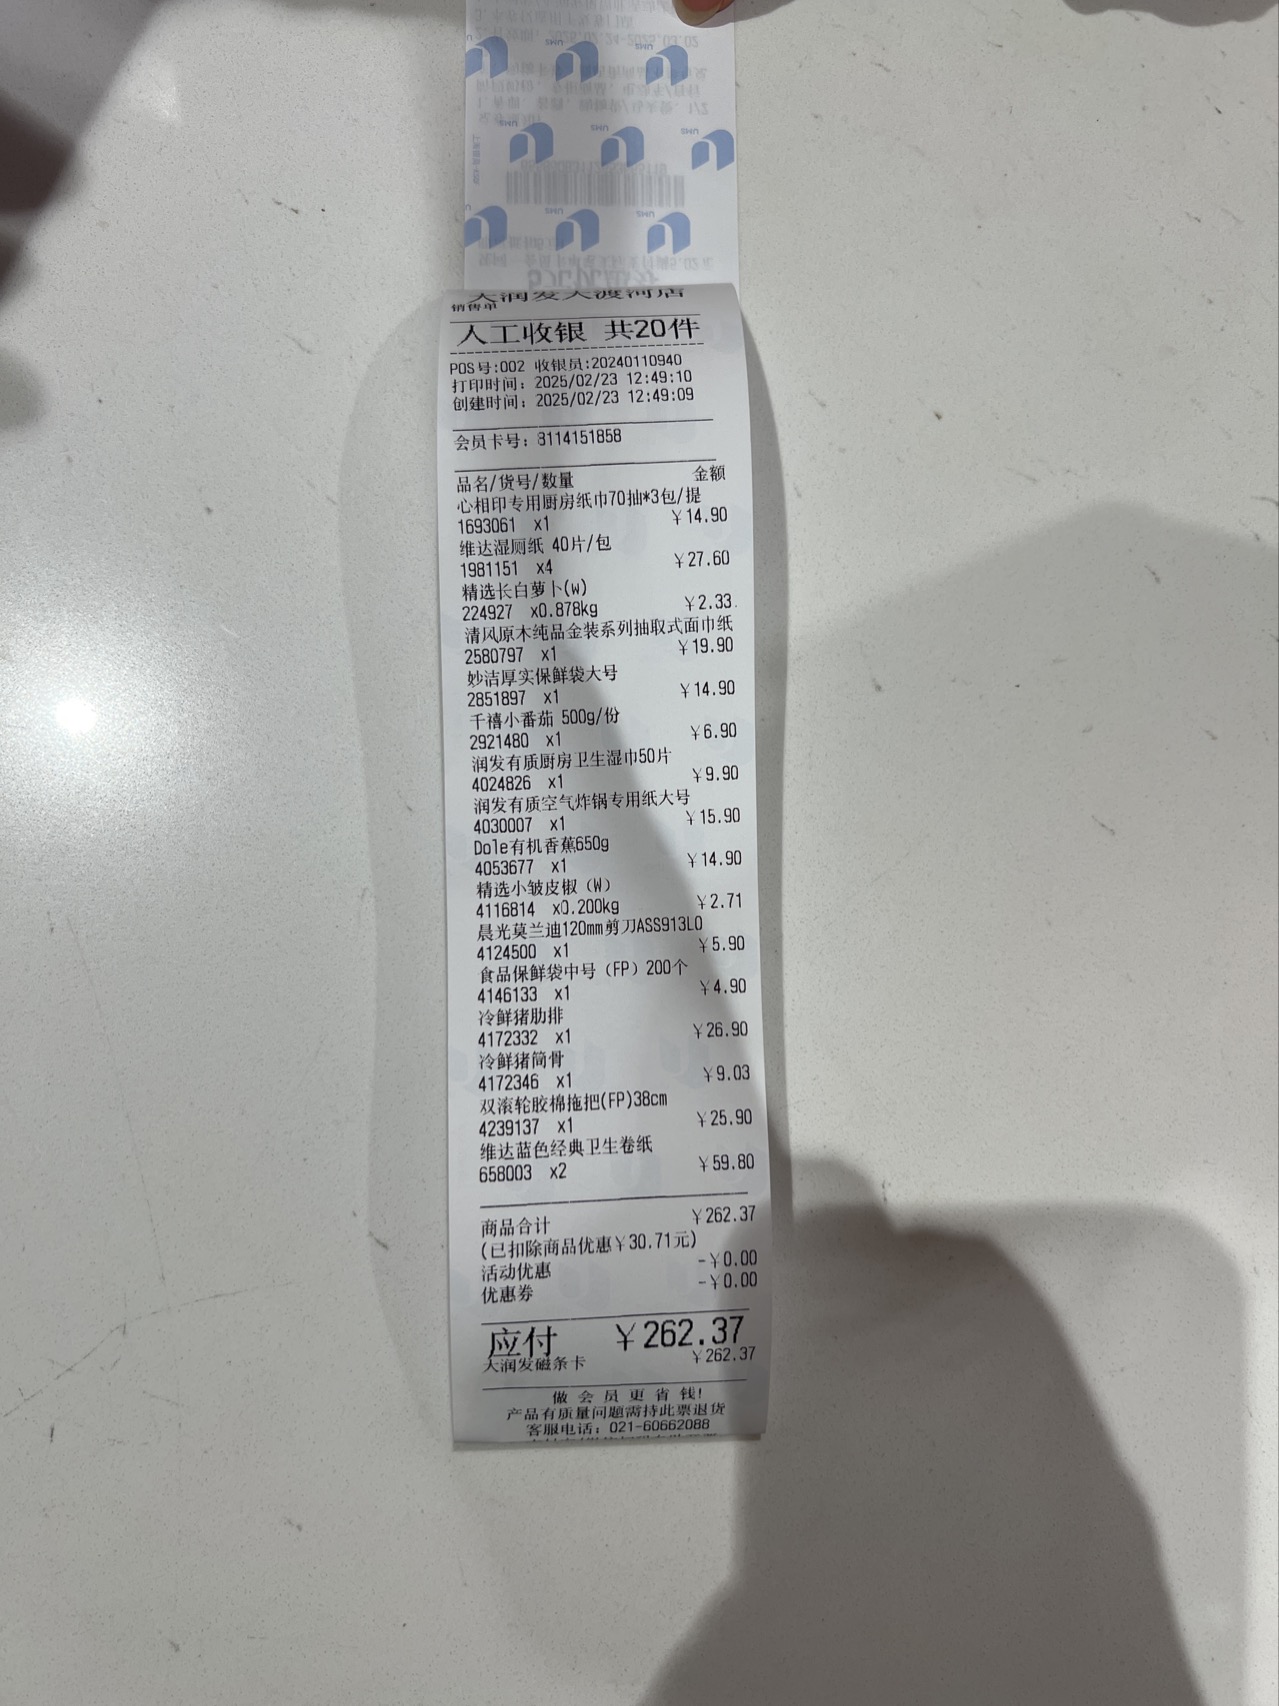 2025.02.24-2025.03.02
UMS
UMS
UMS
UMS
UMS
UMS
UMS
UMS
大润发大渡河店
销售单
人工收银 共20件
POS号:002 收银员:20240110940
打印时间: 2025/02/23 12:49:10
创建时间: 2025/02/23 12:49:09
会员卡号: 8114151858
品名/货号/数量 金额
心相印专用厨房纸巾70抽*3包/提
1693061 x1 ￥14.90
维达湿厕纸 40片/包
1981151 x4 ￥27.60
精选长白萝卜(w)
224927 x0.878kg ￥2.33
清风原木纯品金装系列抽取式面巾纸
2580797 x1 ￥19.90
妙洁厚实保鲜袋大号
2851897 x1 ￥14.90
千禧小番茄 500g/份
2921480 x1 ￥6.90
润发有质厨房卫生湿巾50片
4024826 x1 ￥9.90
润发有质空气炸锅专用纸大号
4030007 x1 ￥15.90
Dole有机香蕉650g
4053677 x1 ￥14.90
精选小皱皮椒（W）
4116814 x0.200kg ￥2.71
晨光莫兰迪120mm剪刀ASS913L0
4124500 x1 ￥5.90
食品保鲜袋中号（FP）200个
4146133 x1 ￥4.90
冷鲜猪肋排
4172332 x1 ￥26.90
冷鲜猪筒骨
4172346 x1 ￥9.03
双滚轮胶棉拖把(FP)38cm
4239137 x1 ￥25.90
维达蓝色经典卫生卷纸
658003 x2 ￥59.80
商品合计 ￥262.37
(已扣除商品优惠￥30.71元)
活动优惠 -￥0.00
优惠券 -￥0.00
应付 ￥262.37
大润发磁条卡 ￥262.37
做 会 员 更 省 钱!
产品有质量问题需持此票退货
客服电话: 021-60662088